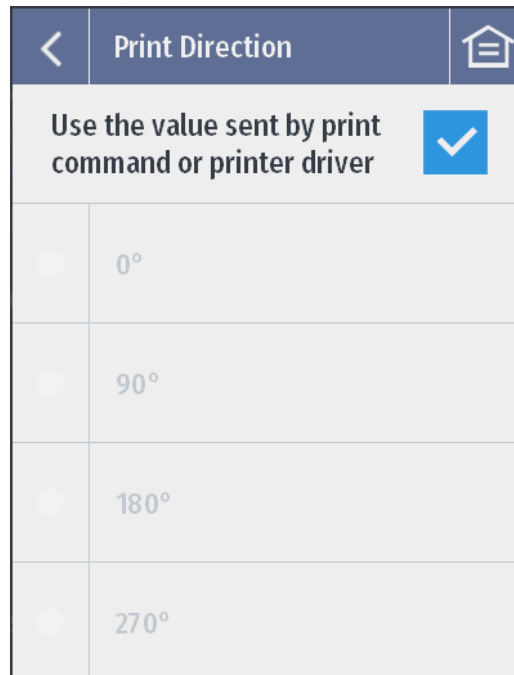 Print Direction
Use the value sent by print
command or printer driver
0°
90°
180°
270°